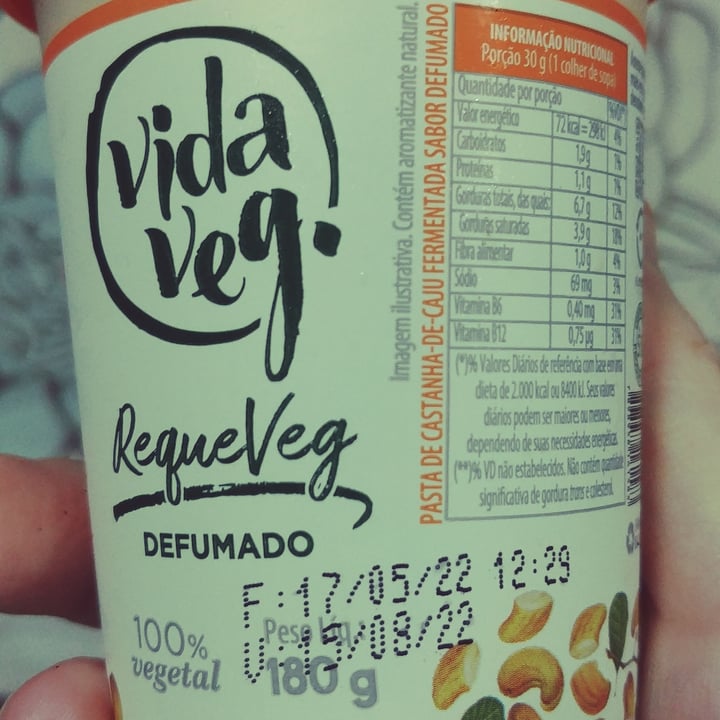 vida
veg.
RequeVeg
DEFUMADO
100%
vegetal
Peso Líq.:
180 g
F:17/05/22 12:29
V:15/08/22
Imagem ilustrativa. Contém aromatizante natural.
PASTA DE CASTANHA-DE-CAJU FERMENTADA SABOR DEFUMADO
INFORMAÇÃO NUTRICIONAL
Porção 30 g (1 colher de sopa)
Quantidade por porção %VD(*)
Valor energético 72 kcal = 298 kJ 4%
Carboidratos 1,9 g 1%
Proteínas 1,1 g 1%
Gorduras totais, das quais: 6,7 g 12%
Gorduras saturadas 3,9 g 18%
Fibra alimentar 1,0 g 4%
Sódio 69 mg 3%
Vitamina B6 0,40 mg 31%
Vitamina B12 0,75 µg 31%
(*)% Valores Diários de referência com base em uma
dieta de 2.000 kcal ou 8400 kJ. Seus valores
diários podem ser maiores ou menores,
dependendo de suas necessidades energéticas.
(**)% VD não estabelecidos. Não contém quantidade
significativa de gordura trans e colesterol.